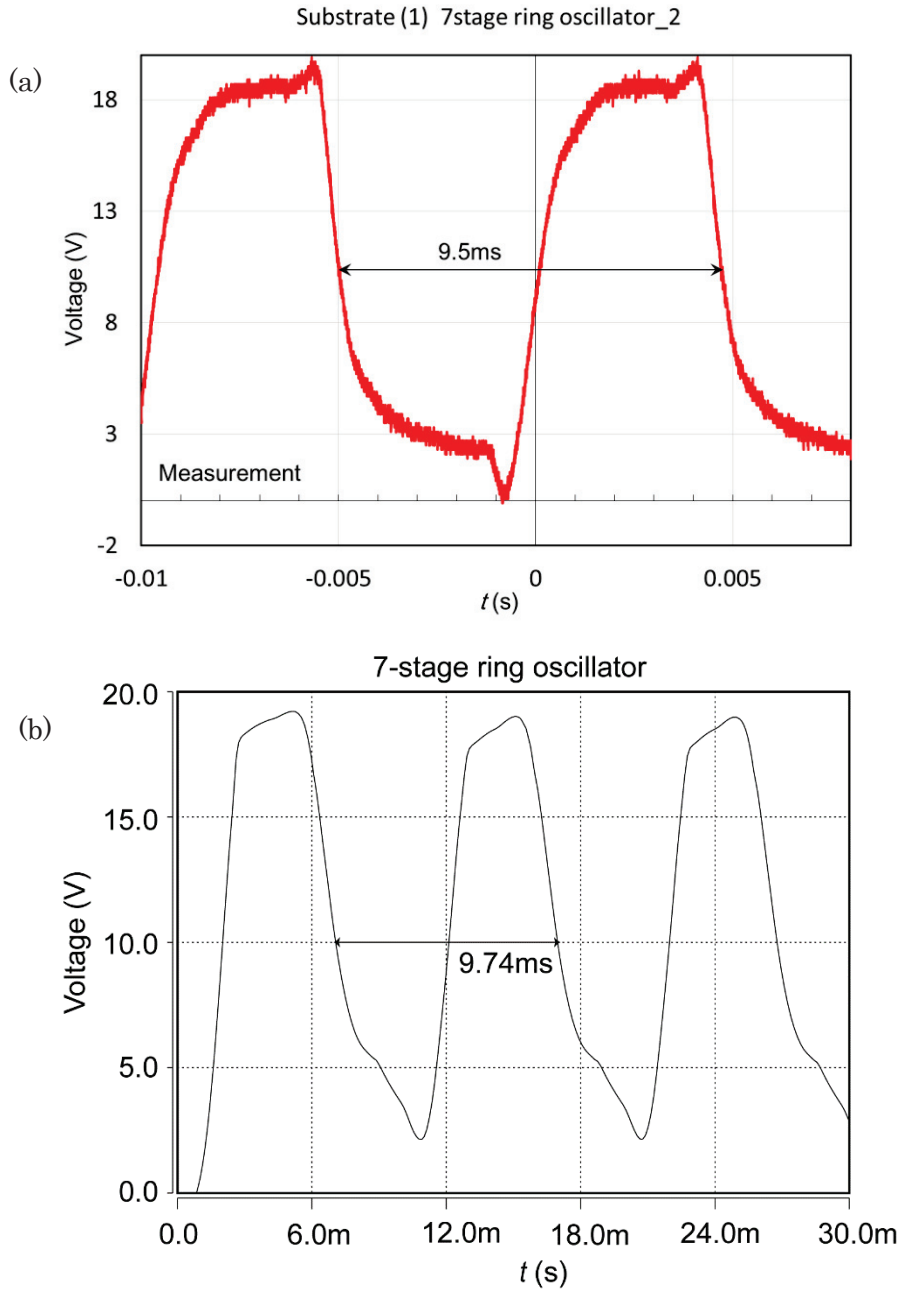 Substrate (1) 7stage ring oscillator_2
(a)
18
13
8
3
-2
Voltage (V)
9.5ms
Measurement
-0.01
-0.005
0
0.005
t (s)
7-stage ring oscillator
(b)
20.0
15.0
10.0
5.0
0.0
Voltage (V)
9.74ms
0.0
6.0m
12.0m
18.0m
24.0m
30.0m
t (s)